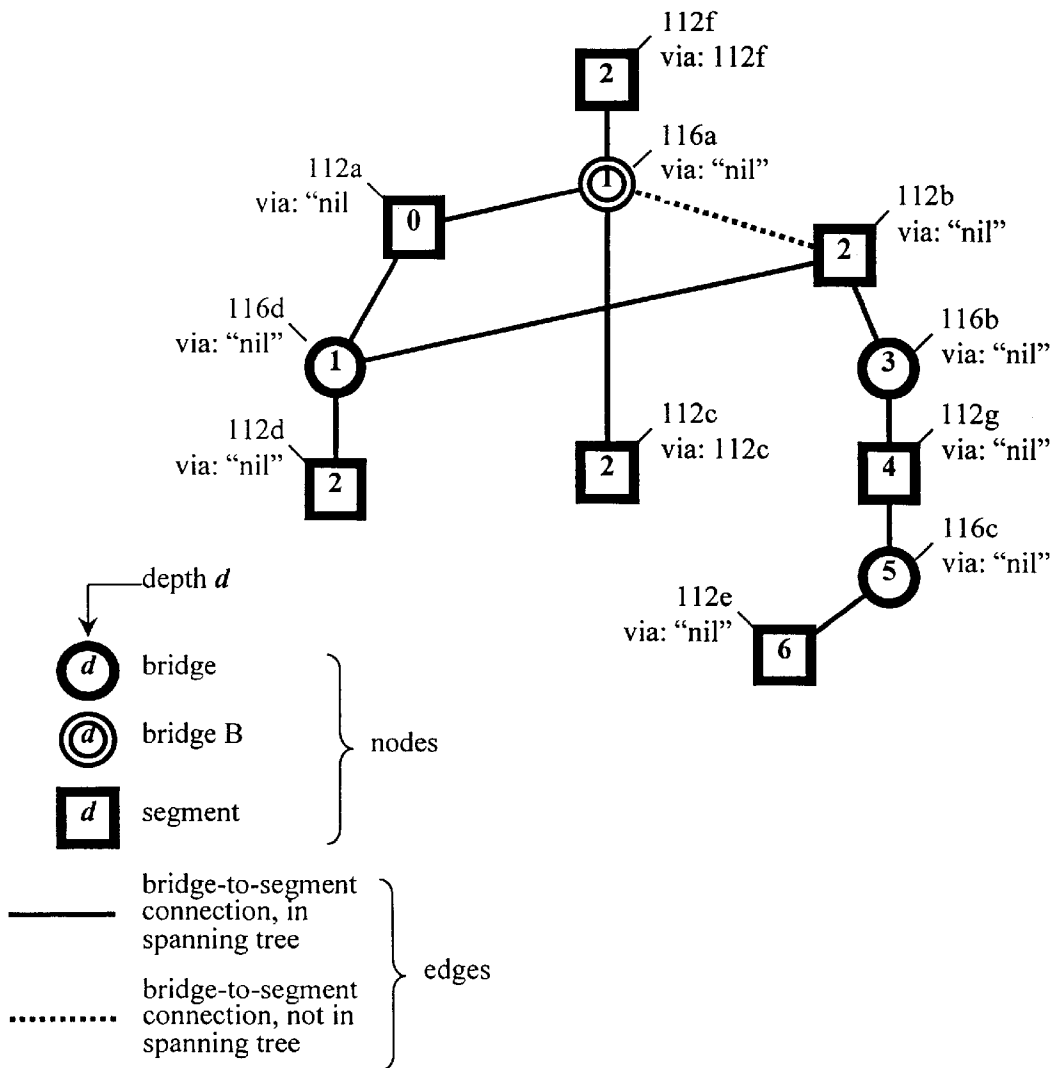 112f
via: 112f
2
116a
via: "nil"
1
112a
via: "nil
0
112b
via: "nil"
2
116d
via: "nil"
1
116b
via: "nil"
3
112d
via: "nil"
2
112c
via: 112c
2
112g
via: "nil"
4
116c
via: "nil"
5
112e
via: "nil"
6
depth d
d
bridge
d
bridge B
nodes
d
segment
bridge-to-segment
connection, in
spanning tree
edges
bridge-to-segment
connection, not in
spanning tree